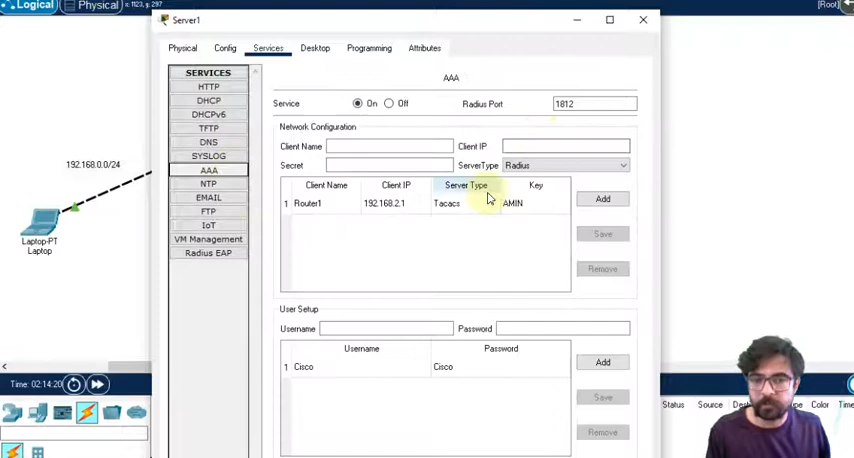 Logical
Physical
x: 1123, y: 297
[Root]
Server1
Physical Config Services Desktop Programming Attributes
SERVICES
HTTP
DHCP
DHCPv6
TFTP
DNS
SYSLOG
AAA
NTP
EMAIL
FTP
IoT
VM Management
Radius EAP
AAA
Service On Off Radius Port 1812
Network Configuration
Client Name Client IP
Secret ServerType Radius
Client Name Client IP Server Type Key
1 Router1 192.168.2.1 Tacacs AMIN
Add
Save
Remove
User Setup
Username Password
Username Password
1 Cisco Cisco
Add
Save
Remove
192.168.0.0/24
Laptop-PT
Laptop
Time: 02:14:20
Status Source Color